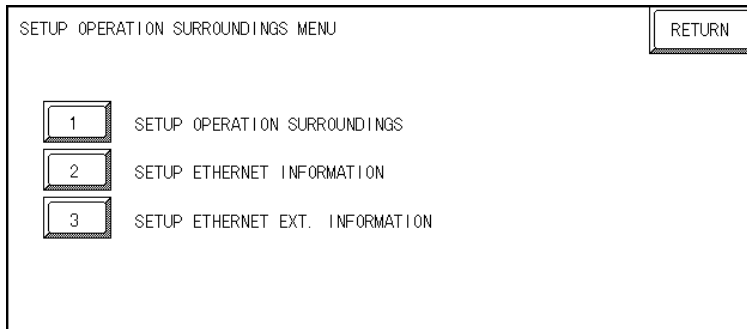 SETUP OPERATION SURROUNDINGS MENU RETURN
1 SETUP OPERATION SURROUNDINGS
2 SETUP ETHERNET INFORMATION
3 SETUP ETHERNET EXT. INFORMATION